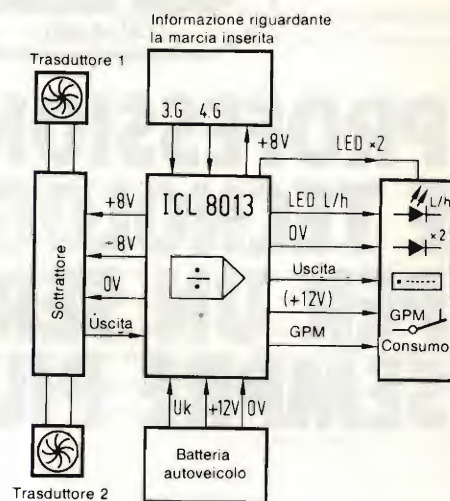 Informazione riguardante
la marcia inserita
Trasduttore 1
3.G 4.G
+8V
LED ×2
+8V
ICL 8013
LED L/h
L/h
-8V
÷
0V
×2
Sottrattore
0V
Uscita
(+12V)
GPM
Uscita
GPM
Consumo
Uk +12V 0V
Batteria
autoveicolo
Trasduttore 2